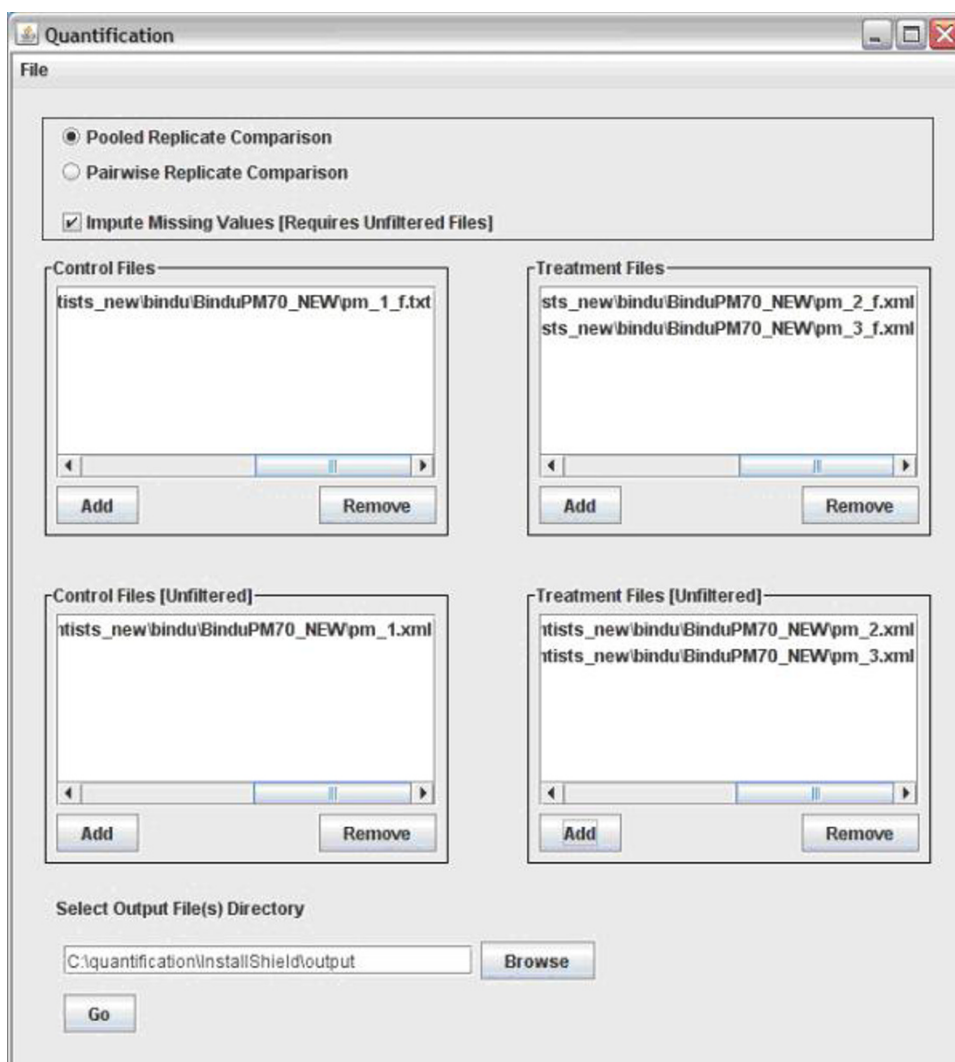 Quantification
File
Pooled Replicate Comparison
Pairwise Replicate Comparison
Impute Missing Values [Requires Unfiltered Files]
Control Files
tists_new\bindu\BinduPM70_NEW\pm_1_f.txt
Add
Remove
Treatment Files
sts_new\bindu\BinduPM70_NEW\pm_2_f.xml
sts_new\bindu\BinduPM70_NEW\pm_3_f.xml
Add
Remove
Control Files [Unfiltered]
ntists_new\bindu\BinduPM70_NEW\pm_1.xml
Add
Remove
Treatment Files [Unfiltered]
ntists_new\bindu\BinduPM70_NEW\pm_2.xml
ntists_new\bindu\BinduPM70_NEW\pm_3.xml
Add
Remove
Select Output File(s) Directory
C:\quantification\InstallShield\output
Browse
Go